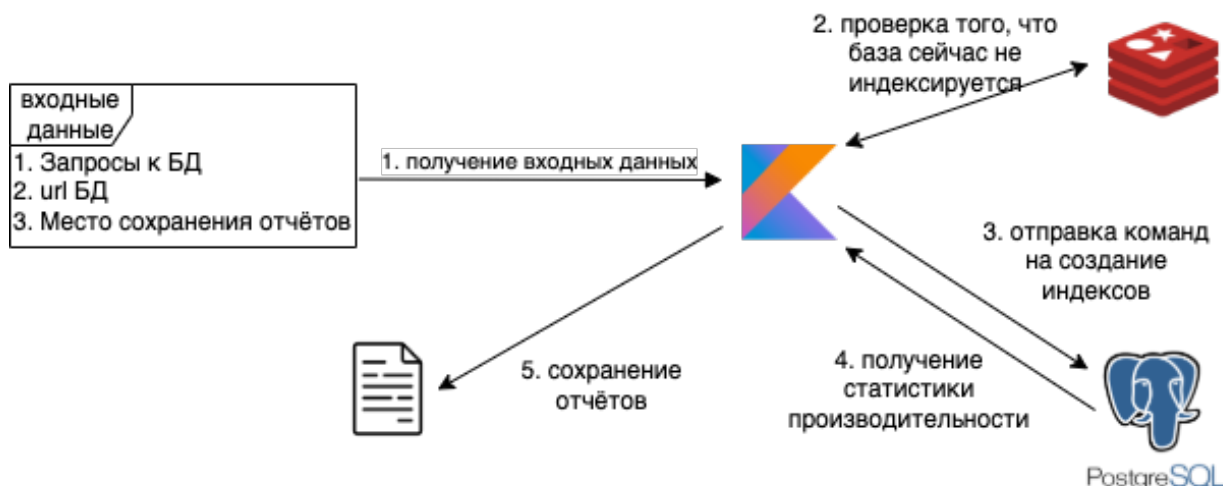 входные
данные
1. Запросы к БД
2. url БД
3. Место сохранения отчётов
1. получение входных данных
2. проверка того, что
база сейчас не
индексируется
3. отправка команд
на создание
индексов
4. получение
статистики
производительности
5. сохранение
отчётов
PostgreSQL